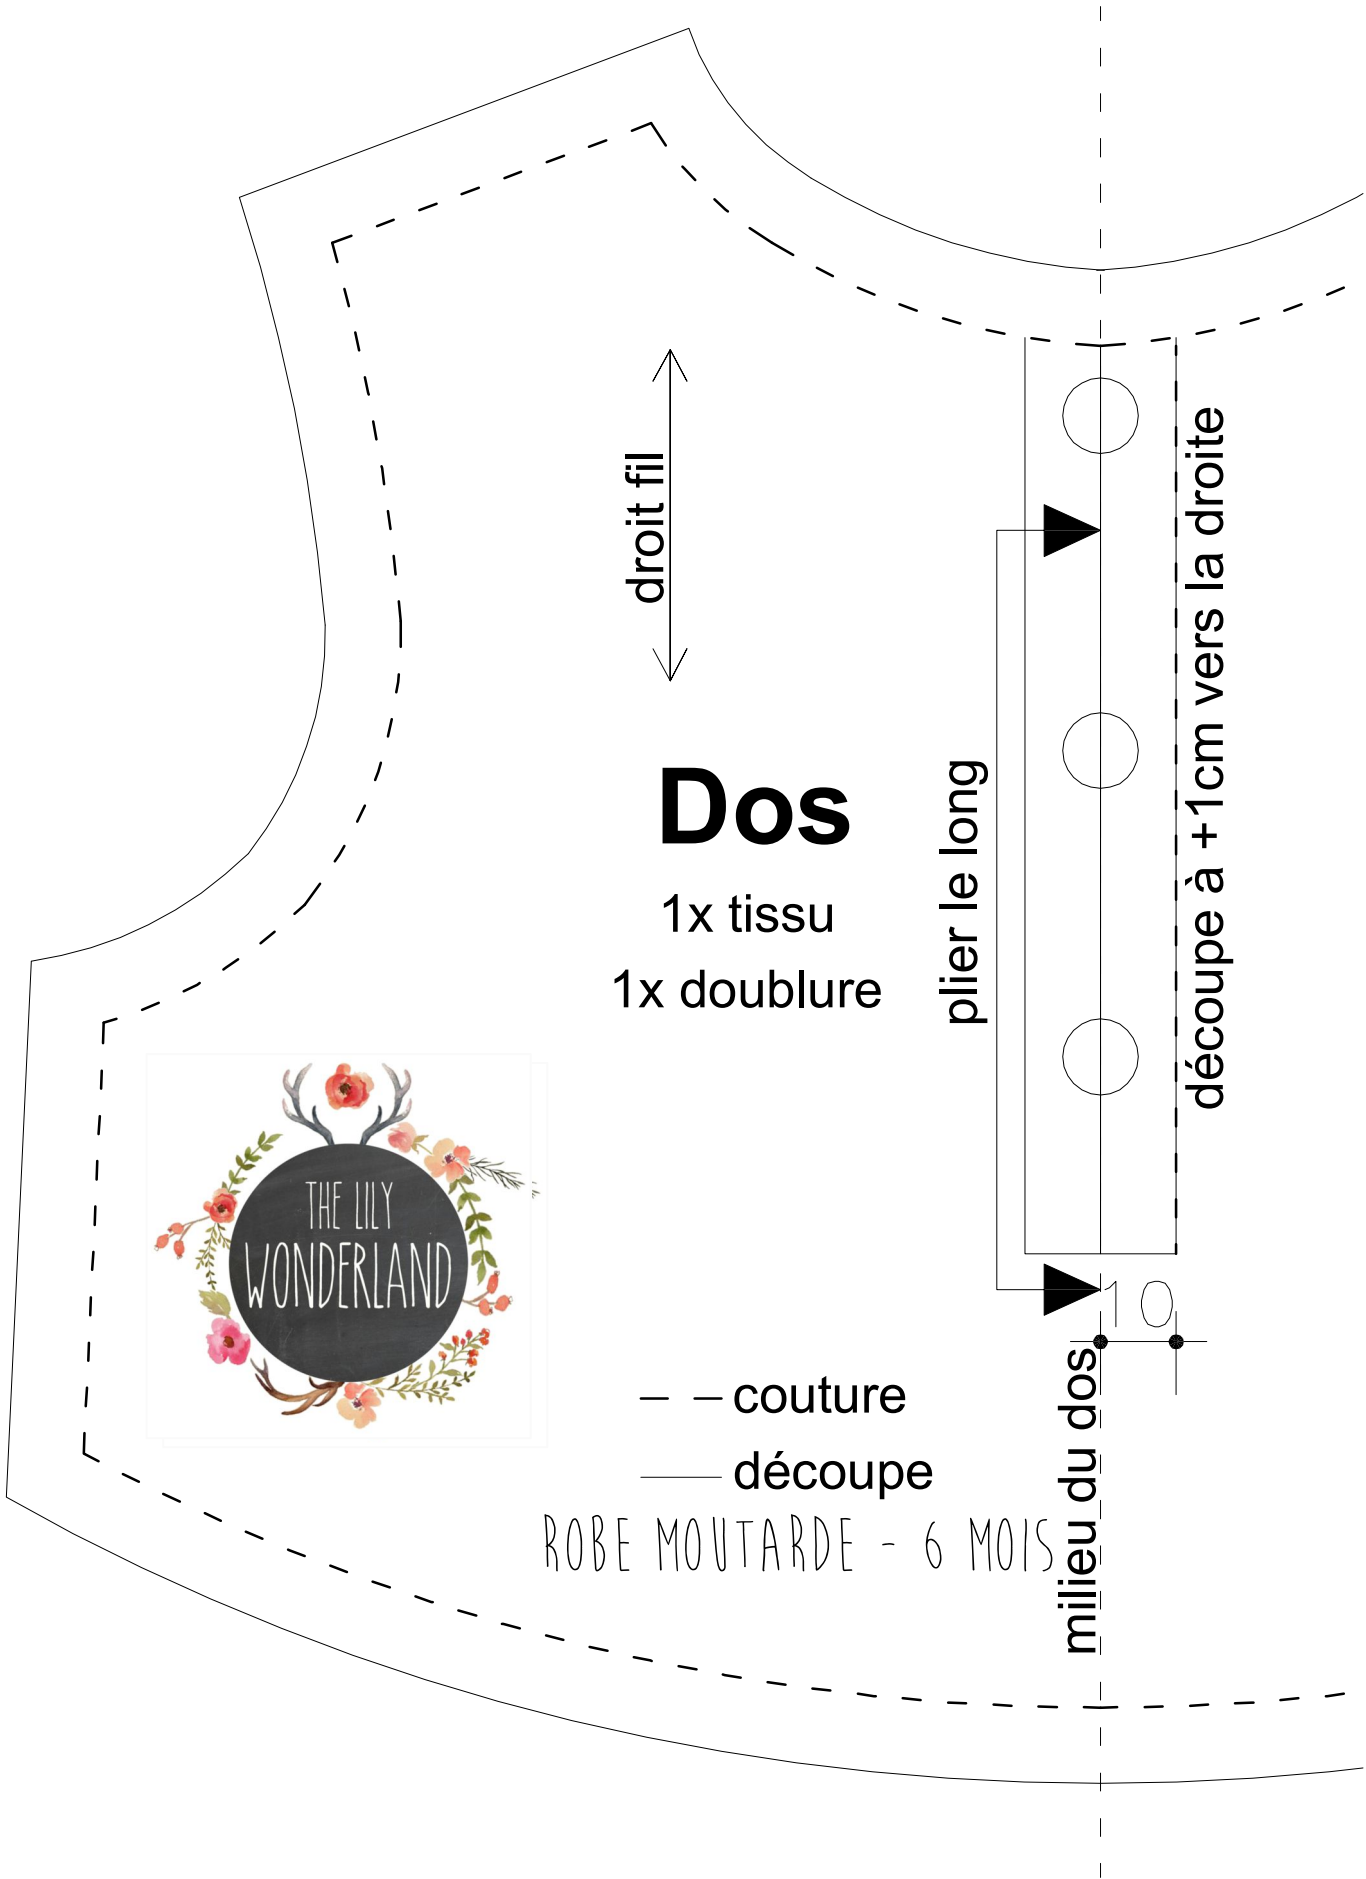 droit fil
découpe à +1cm vers la droite
plier le long
Dos
1x tissu
1x doublure
THE LILY
WONDERLAND
10
couture
découpe
milieu du dos
ROBE MOUTARDE - 6 MOIS